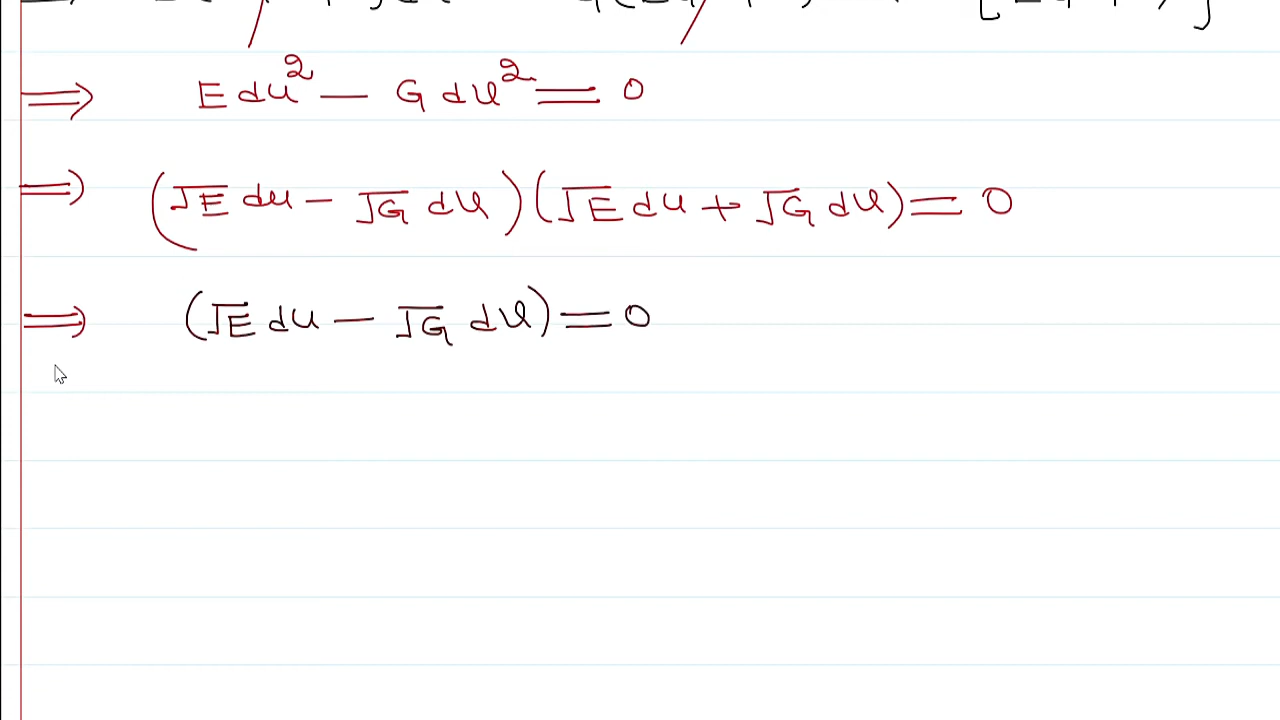 ⟹ E du² − G dv² = 0
⟹ (√E du − √G dv)(√E du + √G dv) = 0
⟹ (√E du − √G dv) = 0